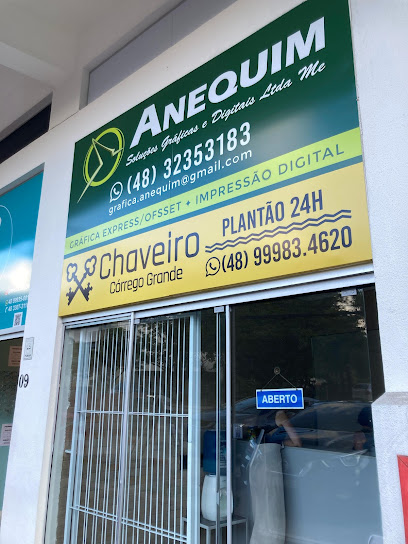 ANEQUIM
Soluções Gráficas e Digitais Ltda Me
(48) 32353183
grafica.anequim@gmail.com
GRÁFICA EXPRESS/OFSSET + IMPRESSÃO DIGITAL
Chaveiro
Córrego Grande
PLANTÃO 24H
(48) 99983.4620
ABERTO
09